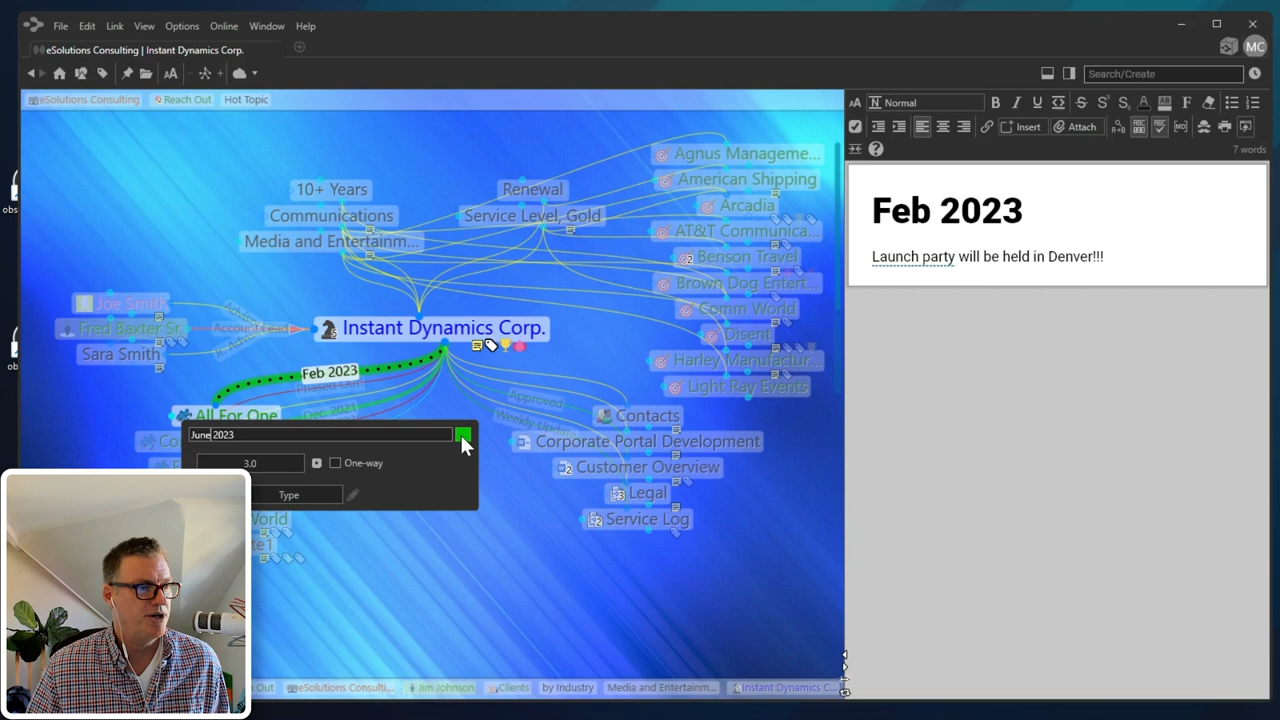 File Edit Link View Options Online Window Help
eSolutions Consulting | Instant Dynamics Corp.
MC
Search/Create
eSolutions Consulting Reach Out Hot Topic
Normal
Insert
Attach
7 words
Feb 2023
Launch party will be held in Denver!!!
10+ Years
Communications
Media and Entertainm...
Renewal
Service Level, Gold
Agnus Manageme...
American Shipping
Arcadia
AT&T Communica...
Benson Travel
Brown Dog Entert...
Comm World
Disent
Harley Manufactur...
Light Ray Events
Joe Smith
Fred Baxter Sr.
Sara Smith
Account Lead
Instant Dynamics Corp.
Feb 2023
Phased Out
Dec, 2021
All For One
Approved
Weekly Update
Contacts
Corporate Portal Development
Customer Overview
Legal
Service Log
June 2023
3.0
One-way
Type
World
Out eSolutions Consulti... Jim Johnson Clients by Industry Media and Entertainm... Instant Dynamics C...